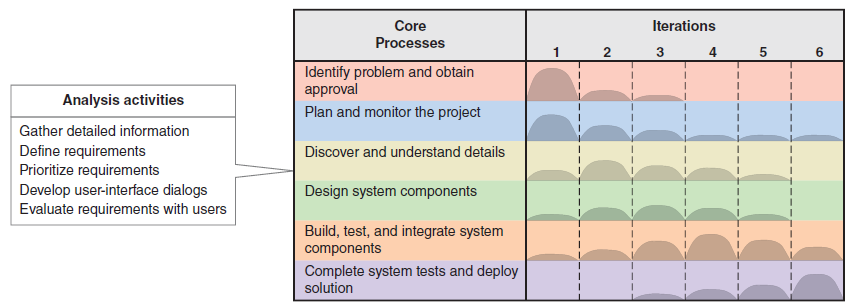 Analysis activities
Gather detailed information
Define requirements
Prioritize requirements
Develop user-interface dialogs
Evaluate requirements with users
Core
Processes
Iterations
1 2 3 4 5 6
Identify problem and obtain
approval
Plan and monitor the project
Discover and understand details
Design system components
Build, test, and integrate system
components
Complete system tests and deploy
solution